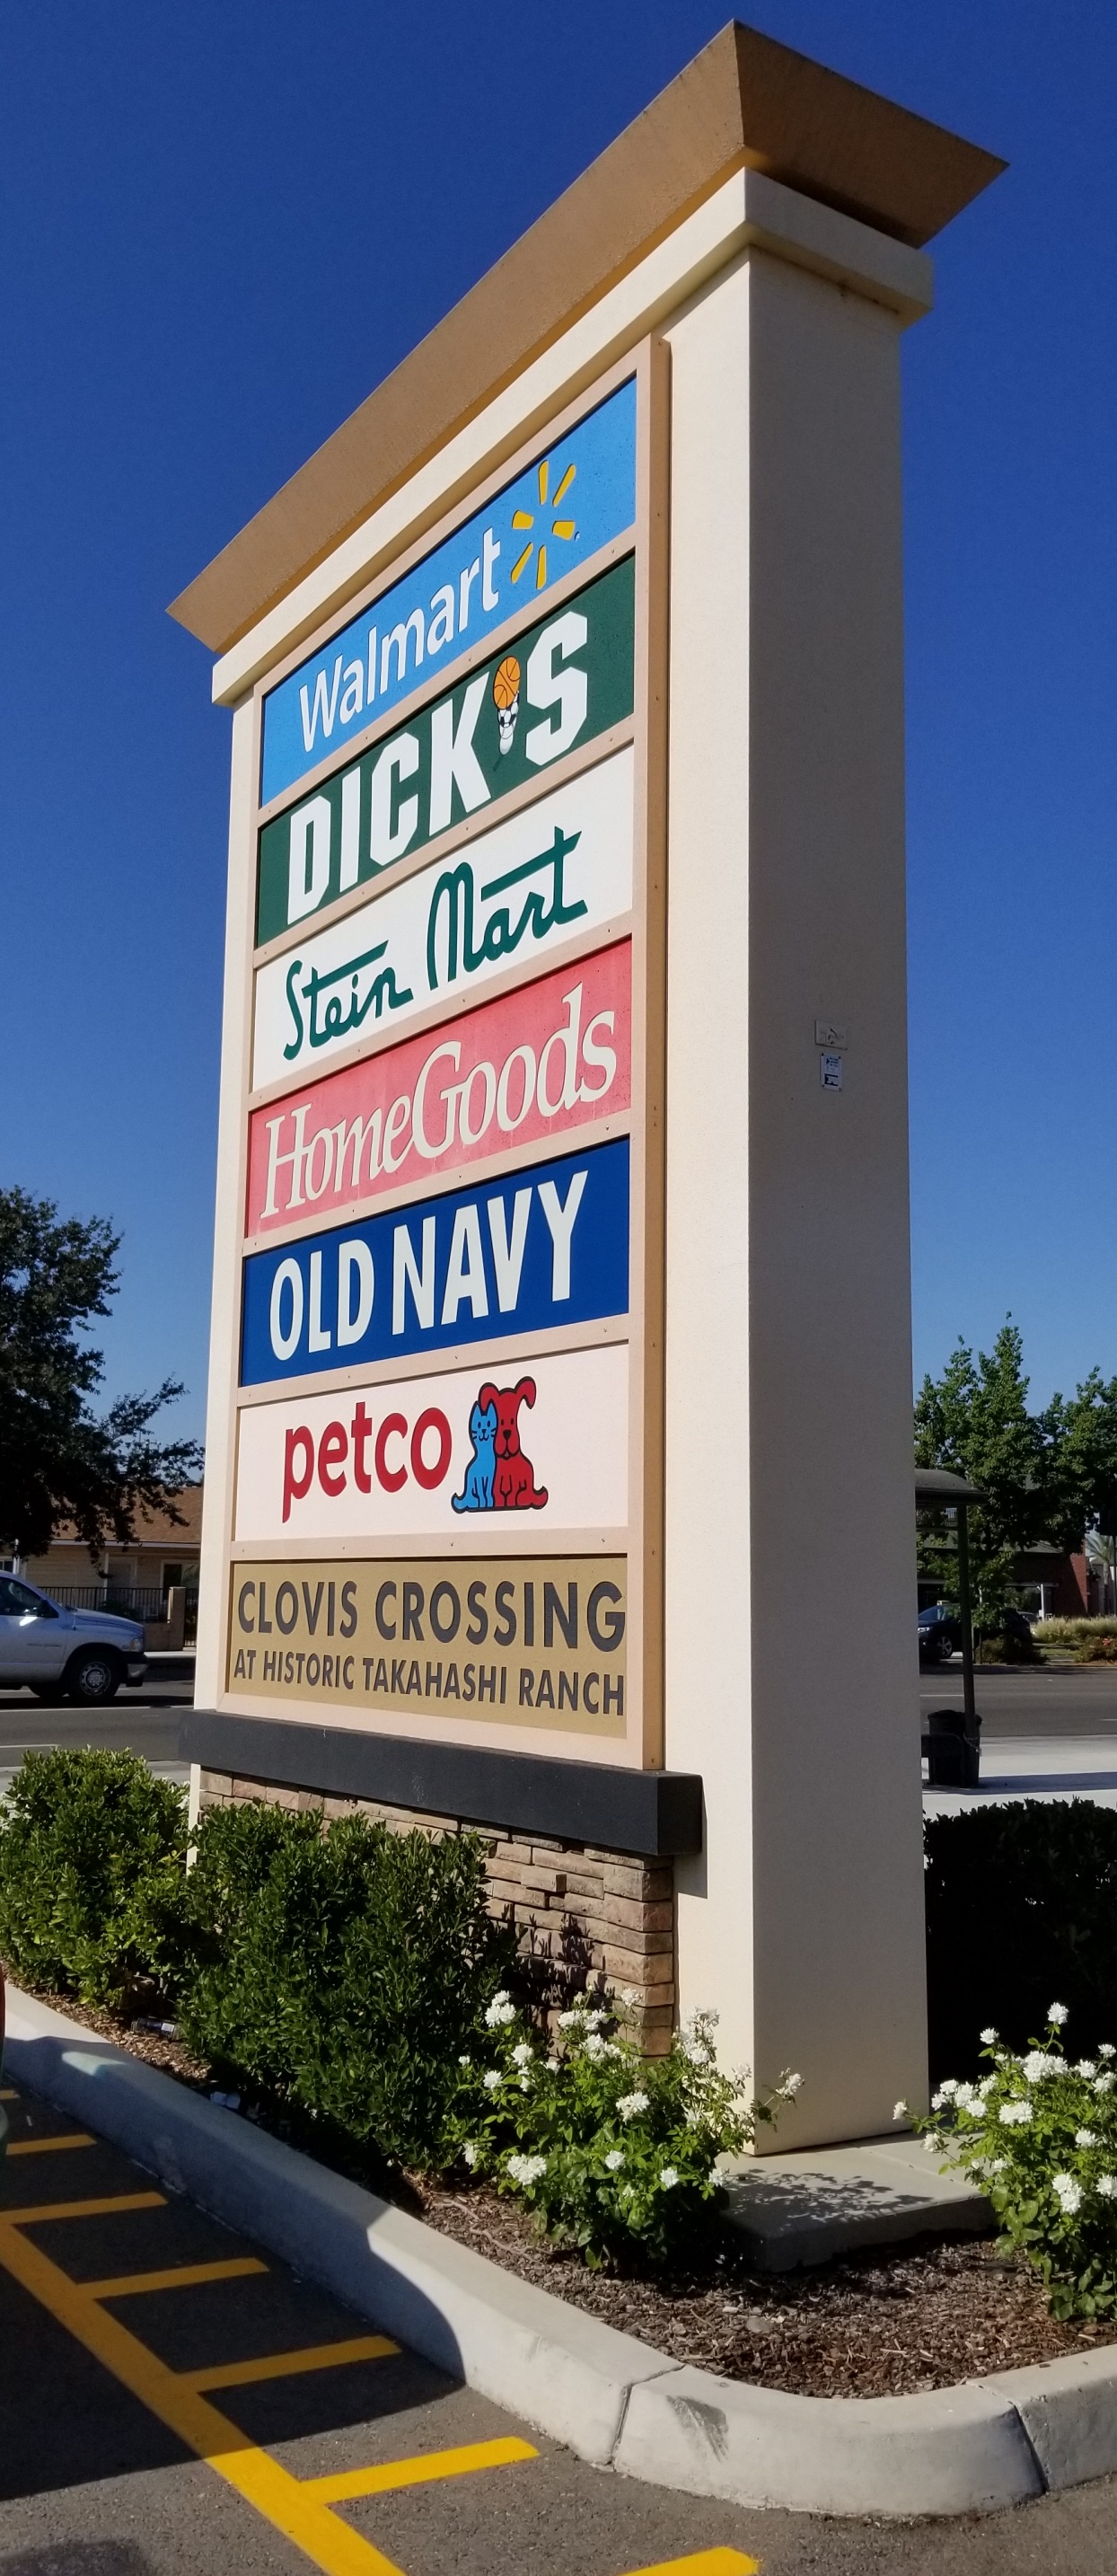 Walmart
DICK'S
Stein Mart
HomeGoods
OLD NAVY
petco
CLOVIS CROSSING
AT HISTORIC TAKAHASHI RANCH